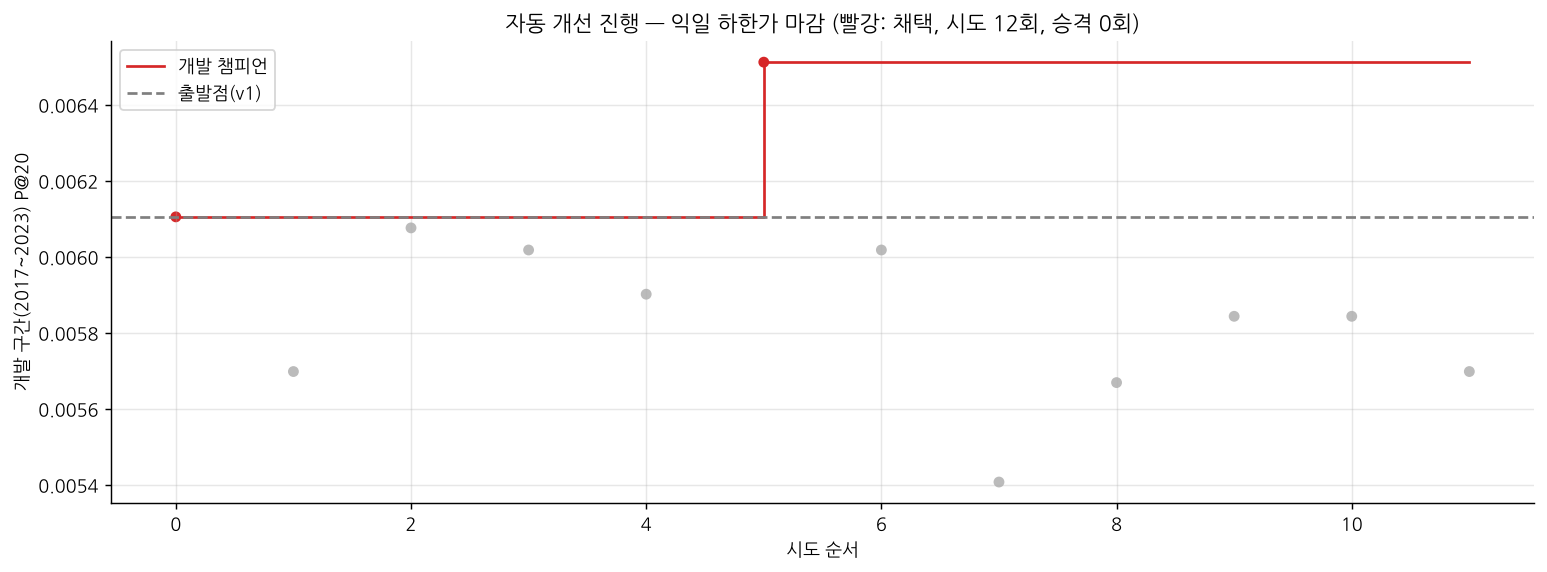 자동 개선 진행 — 익일 하한가 마감 (빨강: 채택, 시도 12회, 승격 0회)
개발 챔피언
출발점(v1)
개발 구간(2017~2023) P@20
0.0064
0.0062
0.0060
0.0058
0.0056
0.0054
0 2 4 6 8 10
시도 순서